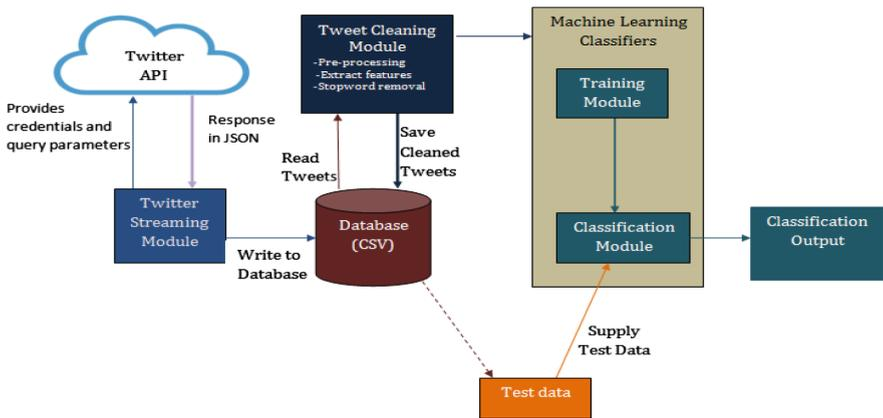 Twitter
API
Provides
credentials and
query parameters
Response
in JSON
Twitter
Streaming
Module
Write to
Database
Tweet Cleaning
Module
-Pre-processing
-Extract features
-Stopword removal
Read
Tweets
Save
Cleaned
Tweets
Database
(CSV)
Machine Learning
Classifiers
Training
Module
Classification
Module
Classification
Output
Supply
Test Data
Test data